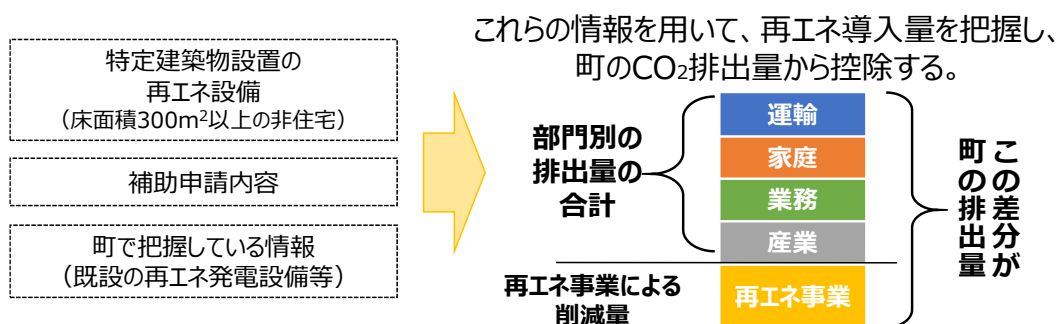 特定建築物設置の
再エネ設備
（床面積300m²以上の非住宅）
補助申請内容
町で把握している情報
（既設の再エネ発電設備等）
これらの情報を用いて、再エネ導入量を把握し、
町のCO₂排出量から控除する。
部門別の
排出量の
合計
運輸
家庭
業務
産業
再エネ事業による
削減量
再エネ事業
この差分が
町の排出量